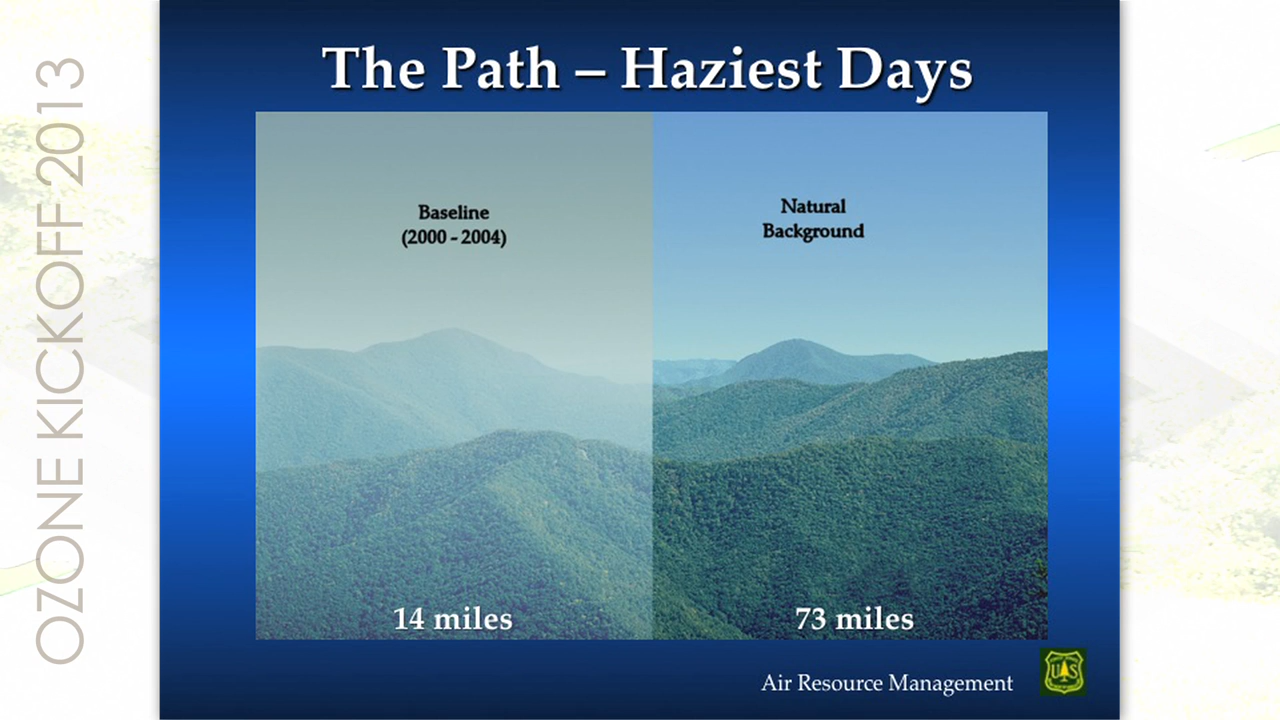 OZONE KICKOFF 2013
The Path – Haziest Days
Baseline
(2000 - 2004)
Natural
Background
14 miles
73 miles
Air Resource Management
U S